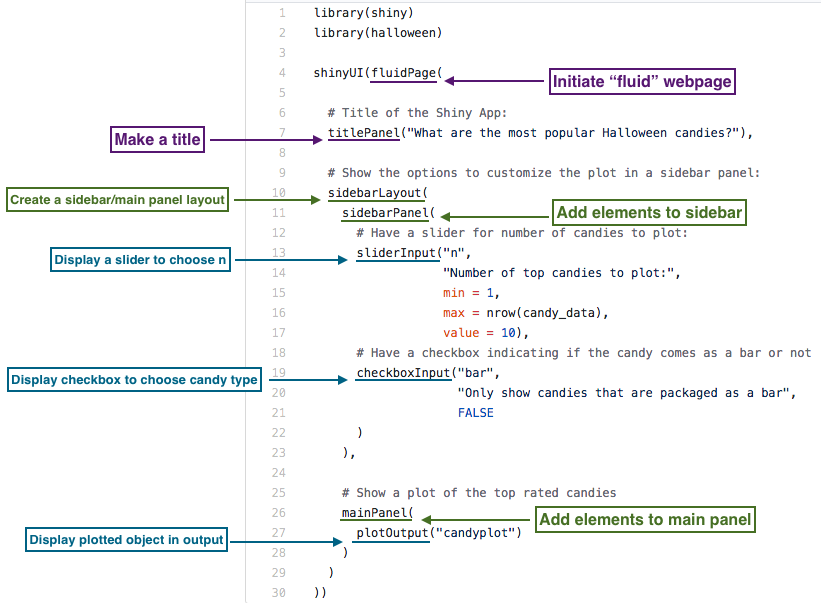 1 library(shiny)
2 library(halloween)
3
4 shinyUI(fluidPage(
Initiate “fluid” webpage
5
6 # Title of the Shiny App:
Make a title
7 titlePanel("What are the most popular Halloween candies?"),
8
9 # Show the options to customize the plot in a sidebar panel:
Create a sidebar/main panel layout
10 sidebarLayout(
11 sidebarPanel(
Add elements to sidebar
12 # Have a slider for number of candies to plot:
Display a slider to choose n
13 sliderInput("n",
14 "Number of top candies to plot:",
15 min = 1,
16 max = nrow(candy_data),
17 value = 10),
18 # Have a checkbox indicating if the candy comes as a bar or not
Display checkbox to choose candy type
19 checkboxInput("bar",
20 "Only show candies that are packaged as a bar",
21 FALSE
22 )
23 ),
24
25 # Show a plot of the top rated candies
26 mainPanel(
Add elements to main panel
Display plotted object in output
27 plotOutput("candyplot")
28 )
29 )
30 ))